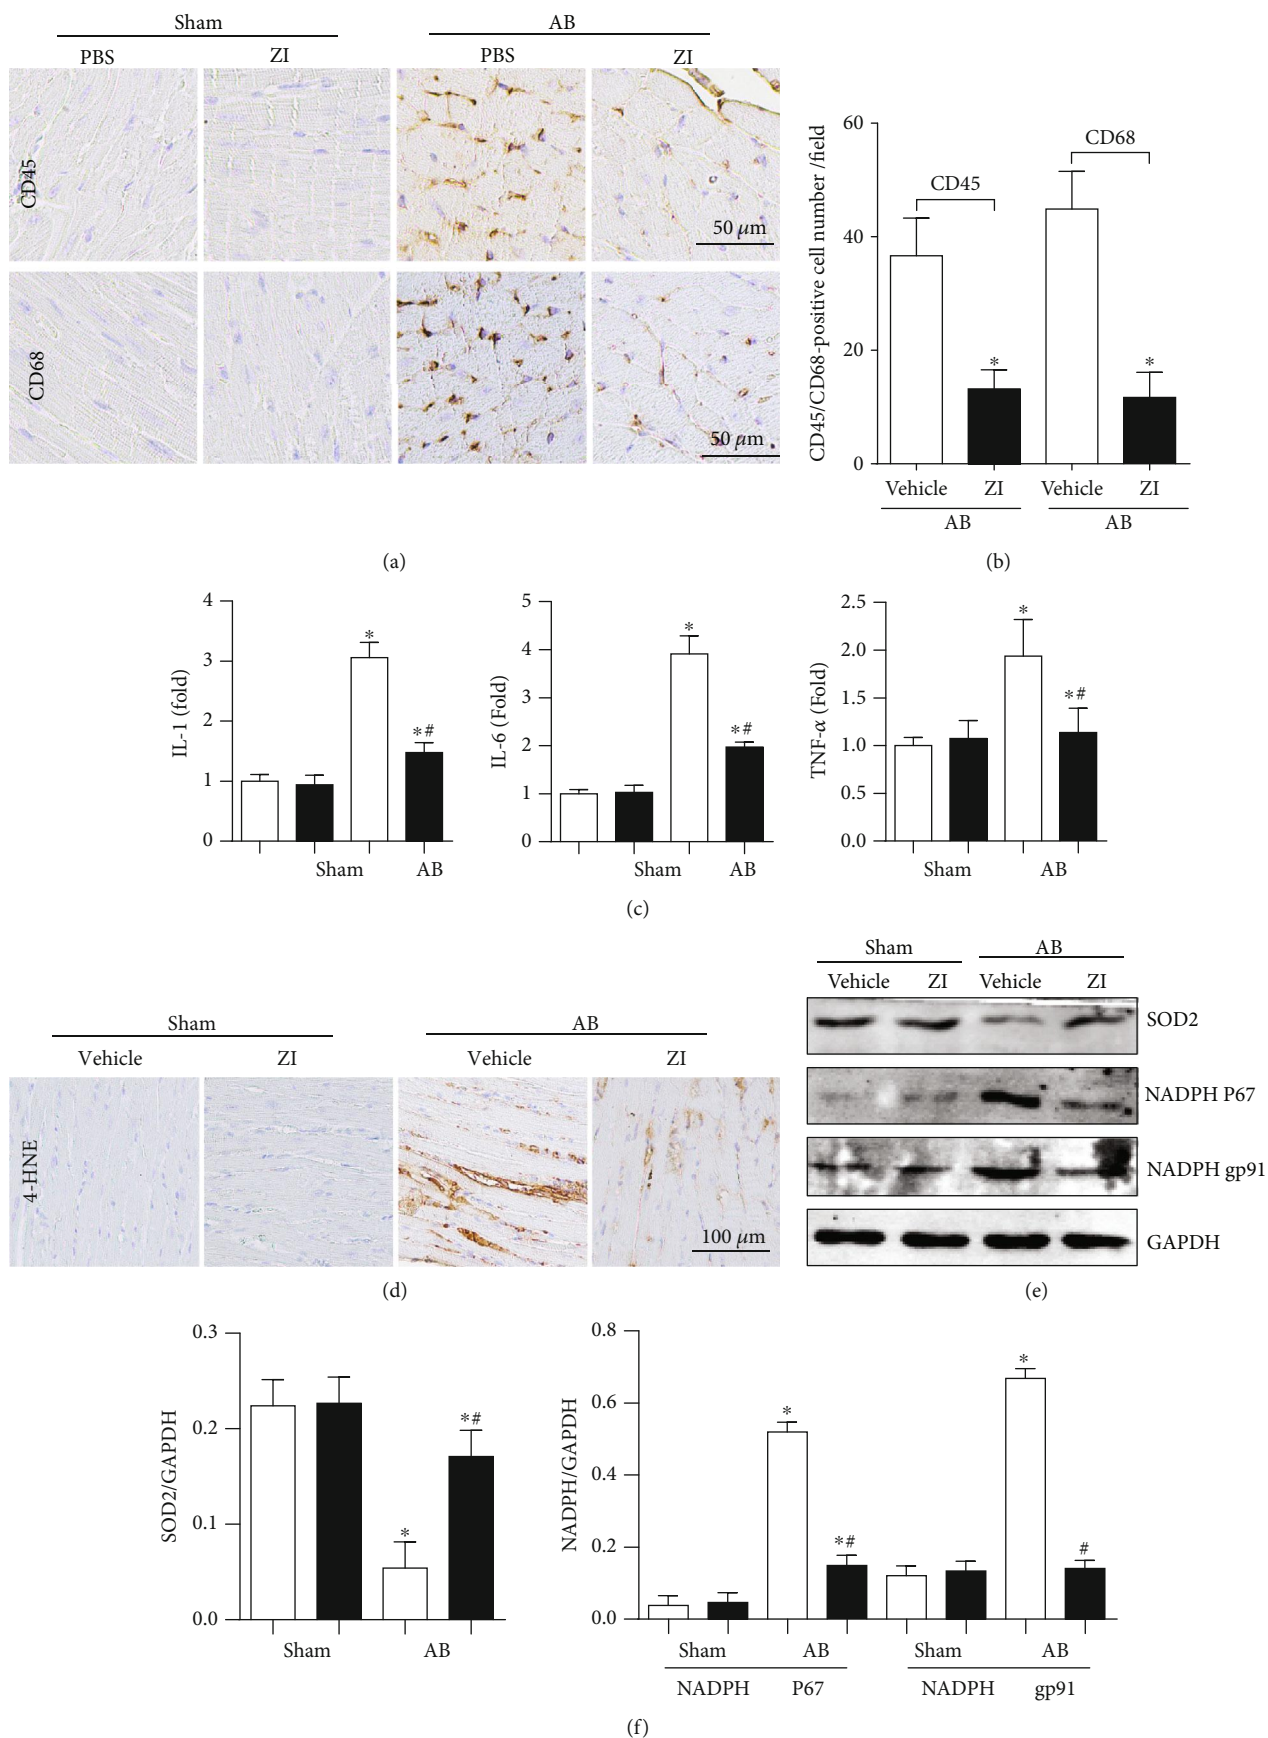 Sham
AB
PBS
ZI
PBS
ZI
CD45
50 μm
CD68
50 μm
(a)
CD45/CD68-positive cell number /field
60
40
20
0
CD45
CD68
*
*
Vehicle
ZI
Vehicle
ZI
AB
AB
(b)
IL-1 (fold)
4
3
2
1
0
*
*#
Sham
AB
IL-6 (Fold)
5
4
3
2
1
0
*
*#
Sham
AB
TNF-α (Fold)
2.5
2.0
1.5
1.0
0.5
0.0
*
*#
Sham
AB
(c)
Sham
AB
Vehicle
ZI
Vehicle
ZI
4-HNE
100 μm
(d)
Sham
AB
Vehicle
ZI
Vehicle
ZI
SOD2
NADPH P67
NADPH gp91
GAPDH
(e)
SOD2/GAPDH
0.3
0.2
0.1
0.0
*
*#
Sham
AB
NADPH/GAPDH
0.8
0.6
0.4
0.2
0.0
*
*#
*
#
Sham
AB
Sham
AB
NADPH
P67
NADPH
gp91
(f)